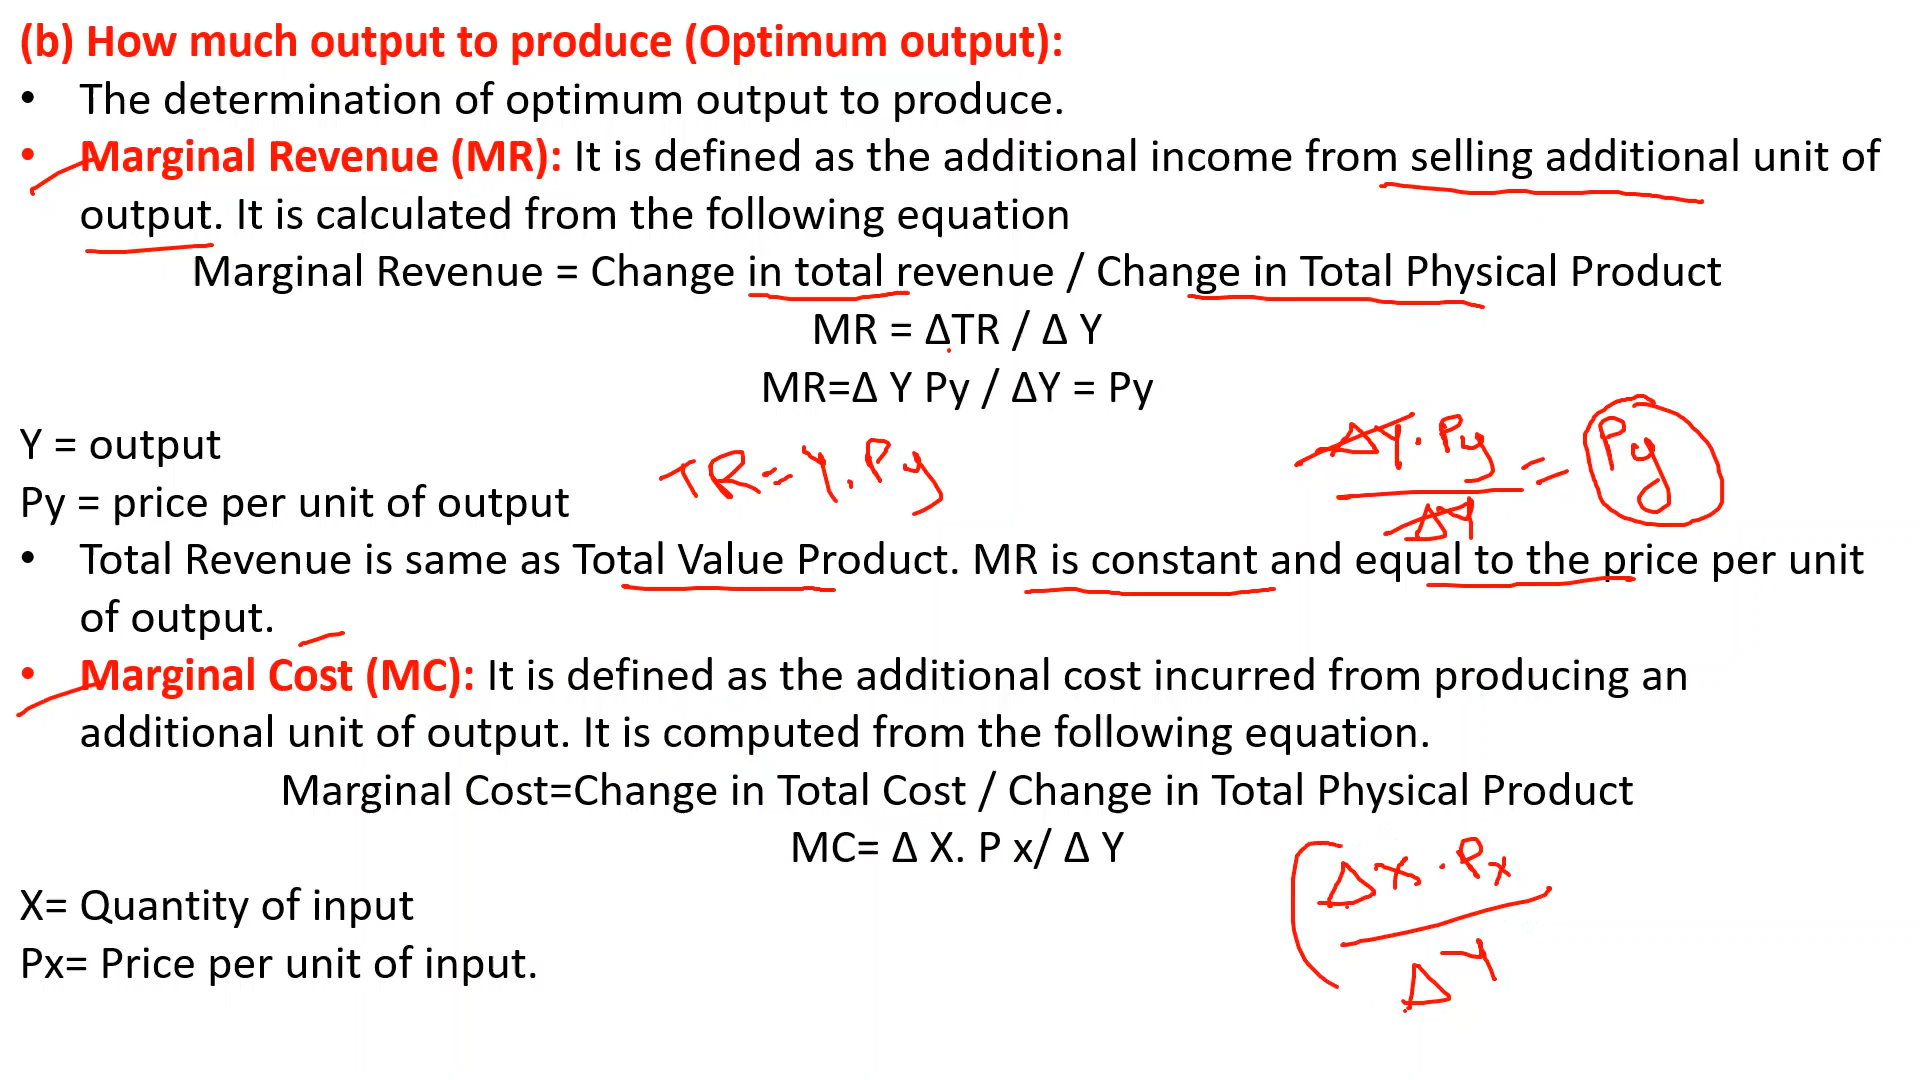 (b) How much output to produce (Optimum output):
• The determination of optimum output to produce.
• Marginal Revenue (MR): It is defined as the additional income from selling additional unit of
output. It is calculated from the following equation
Marginal Revenue = Change in total revenue / Change in Total Physical Product
MR = ΔTR / Δ Y
MR=Δ Y Py / ΔY = Py
Y = output
TR = Y. Py
ΔY. Py / ΔY = Py
Py = price per unit of output
• Total Revenue is same as Total Value Product. MR is constant and equal to the price per unit
of output.
• Marginal Cost (MC): It is defined as the additional cost incurred from producing an
additional unit of output. It is computed from the following equation.
Marginal Cost=Change in Total Cost / Change in Total Physical Product
MC= Δ X. P x/ Δ Y
Δx . Px
ΔY
X= Quantity of input
Px= Price per unit of input.